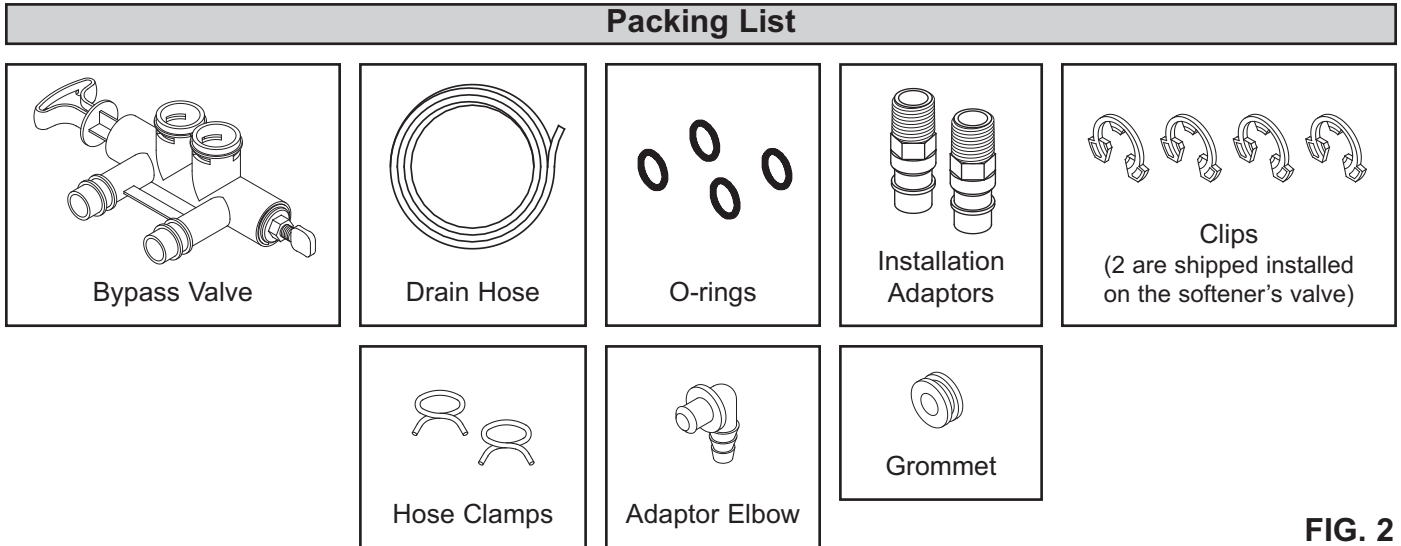 Packing List
Bypass Valve
Drain Hose
O-rings
Installation
Adaptors
Clips
(2 are shipped installed
on the softener’s valve)
Hose Clamps
Adaptor Elbow
Grommet
FIG. 2